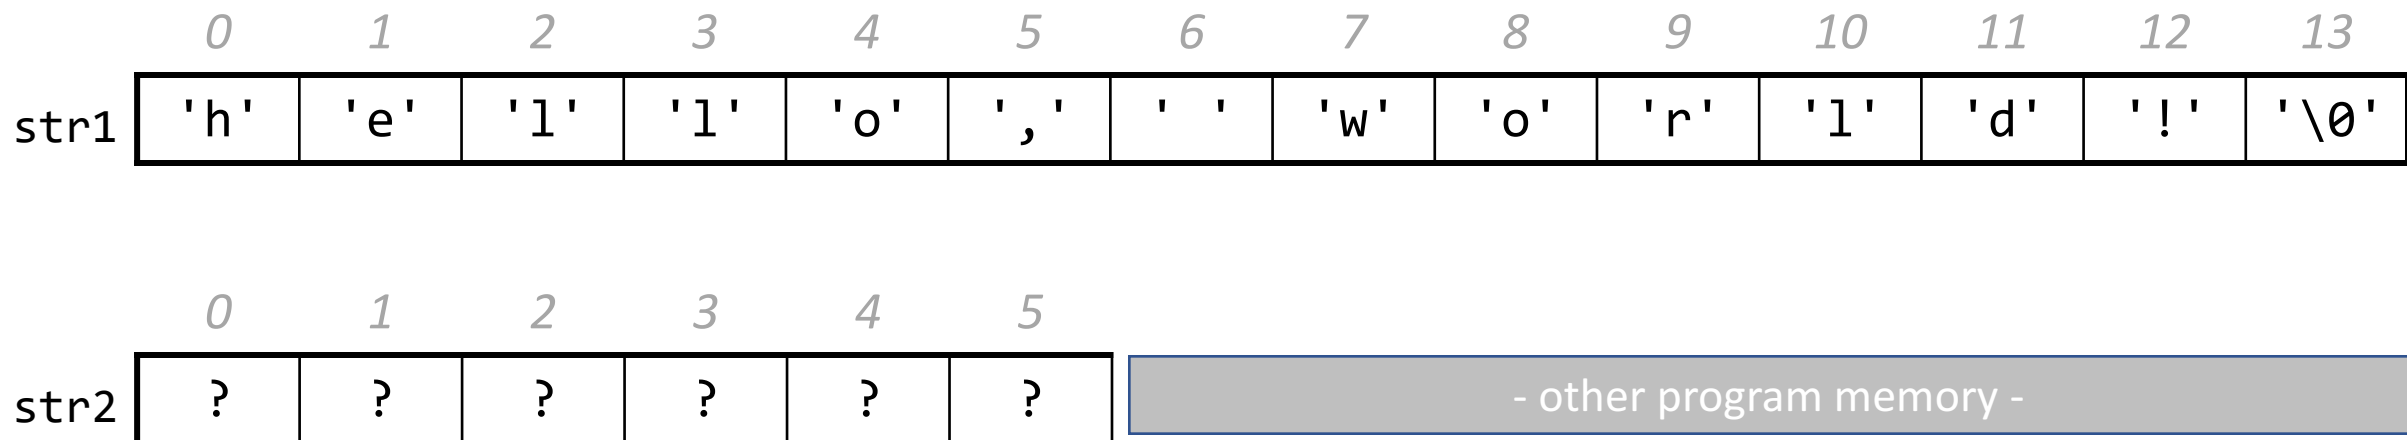 0 1 2 3 4 5 6 7 8 9 10 11 12 13
str1 'h' 'e' 'l' 'l' 'o' ',' ' ' 'w' 'o' 'r' 'l' 'd' '!' '\0'
0 1 2 3 4 5
str2 ? ? ? ? ? ? - other program memory -